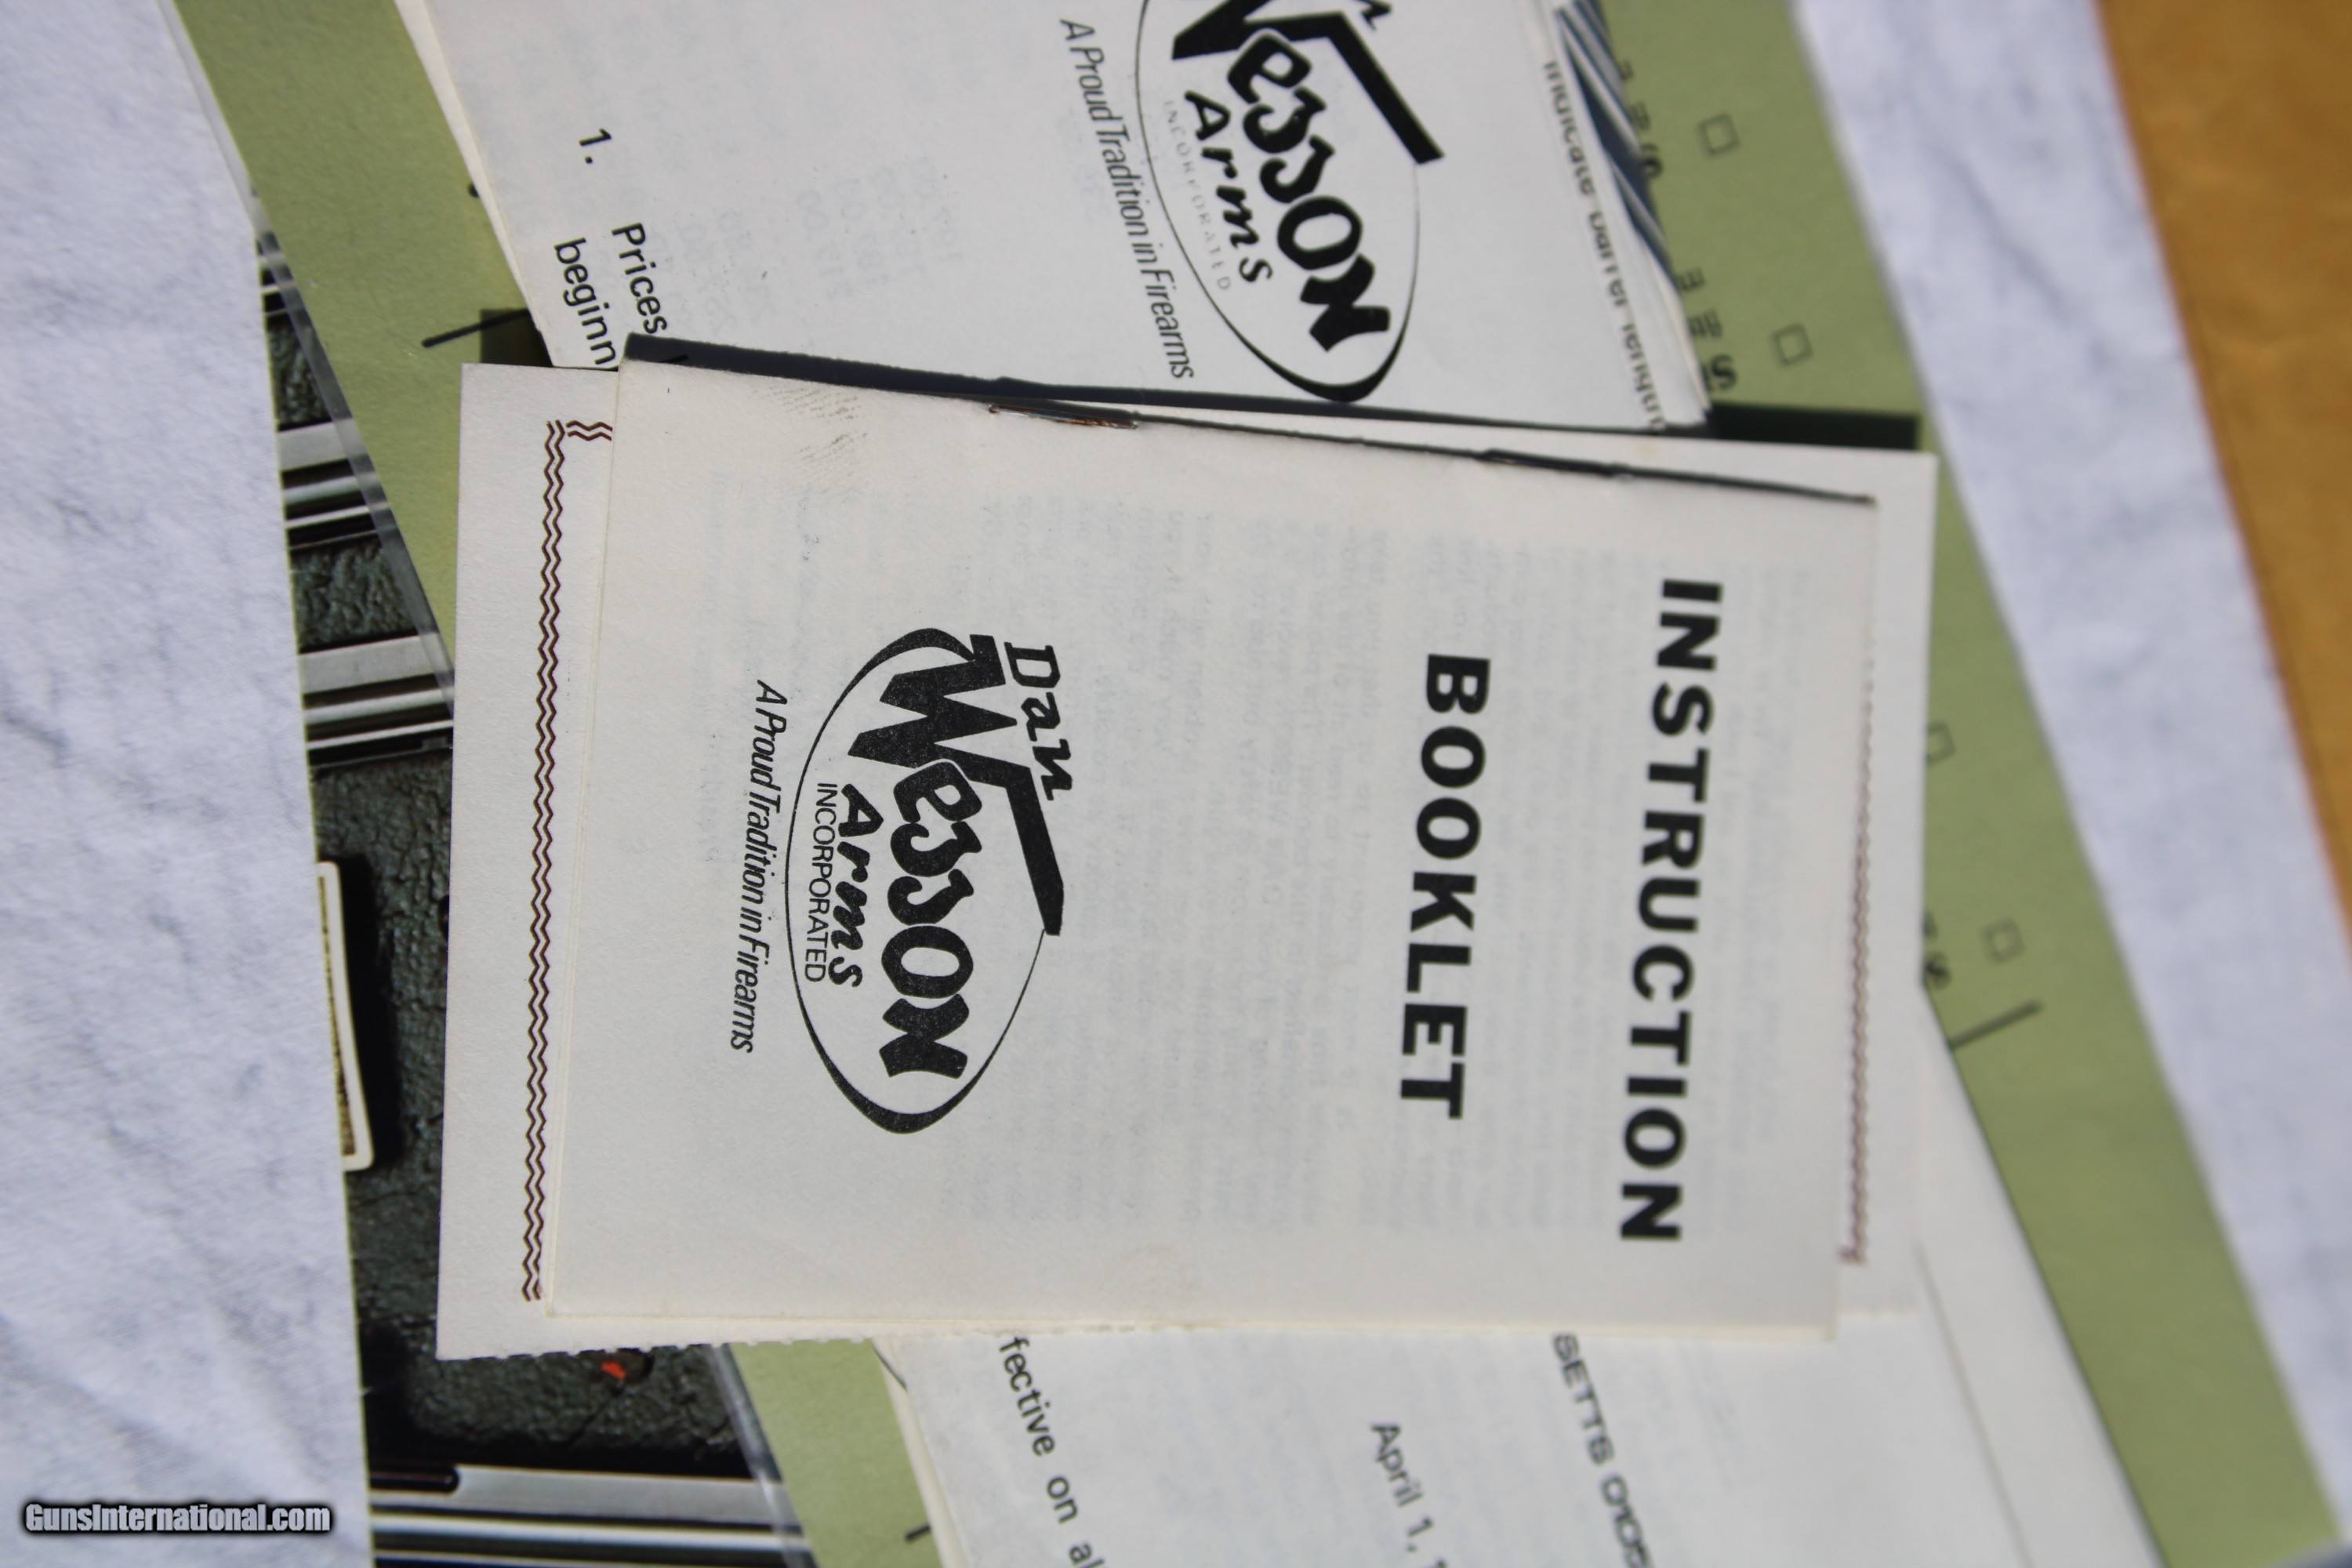 INSTRUCTION
BOOKLET
Dan
Wesson
Arms
INCORPORATED
A Proud Tradition in Firearms
Wesson
Arms
INCORPORATED
A Proud Tradition in Firearms
1. Prices
beginn
SETTS
April 1,
fective on al
GunsInternational.com